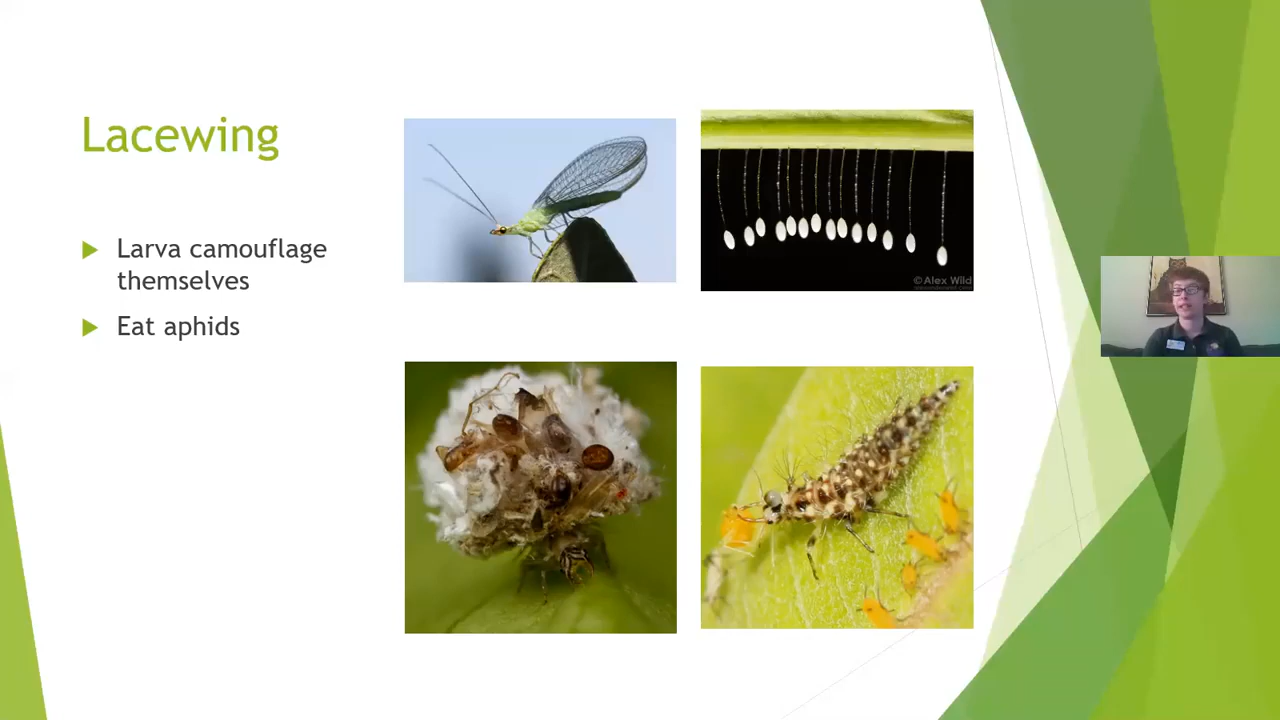 Lacewing
Larva camouflage
themselves
Eat aphids
© Alex Wild